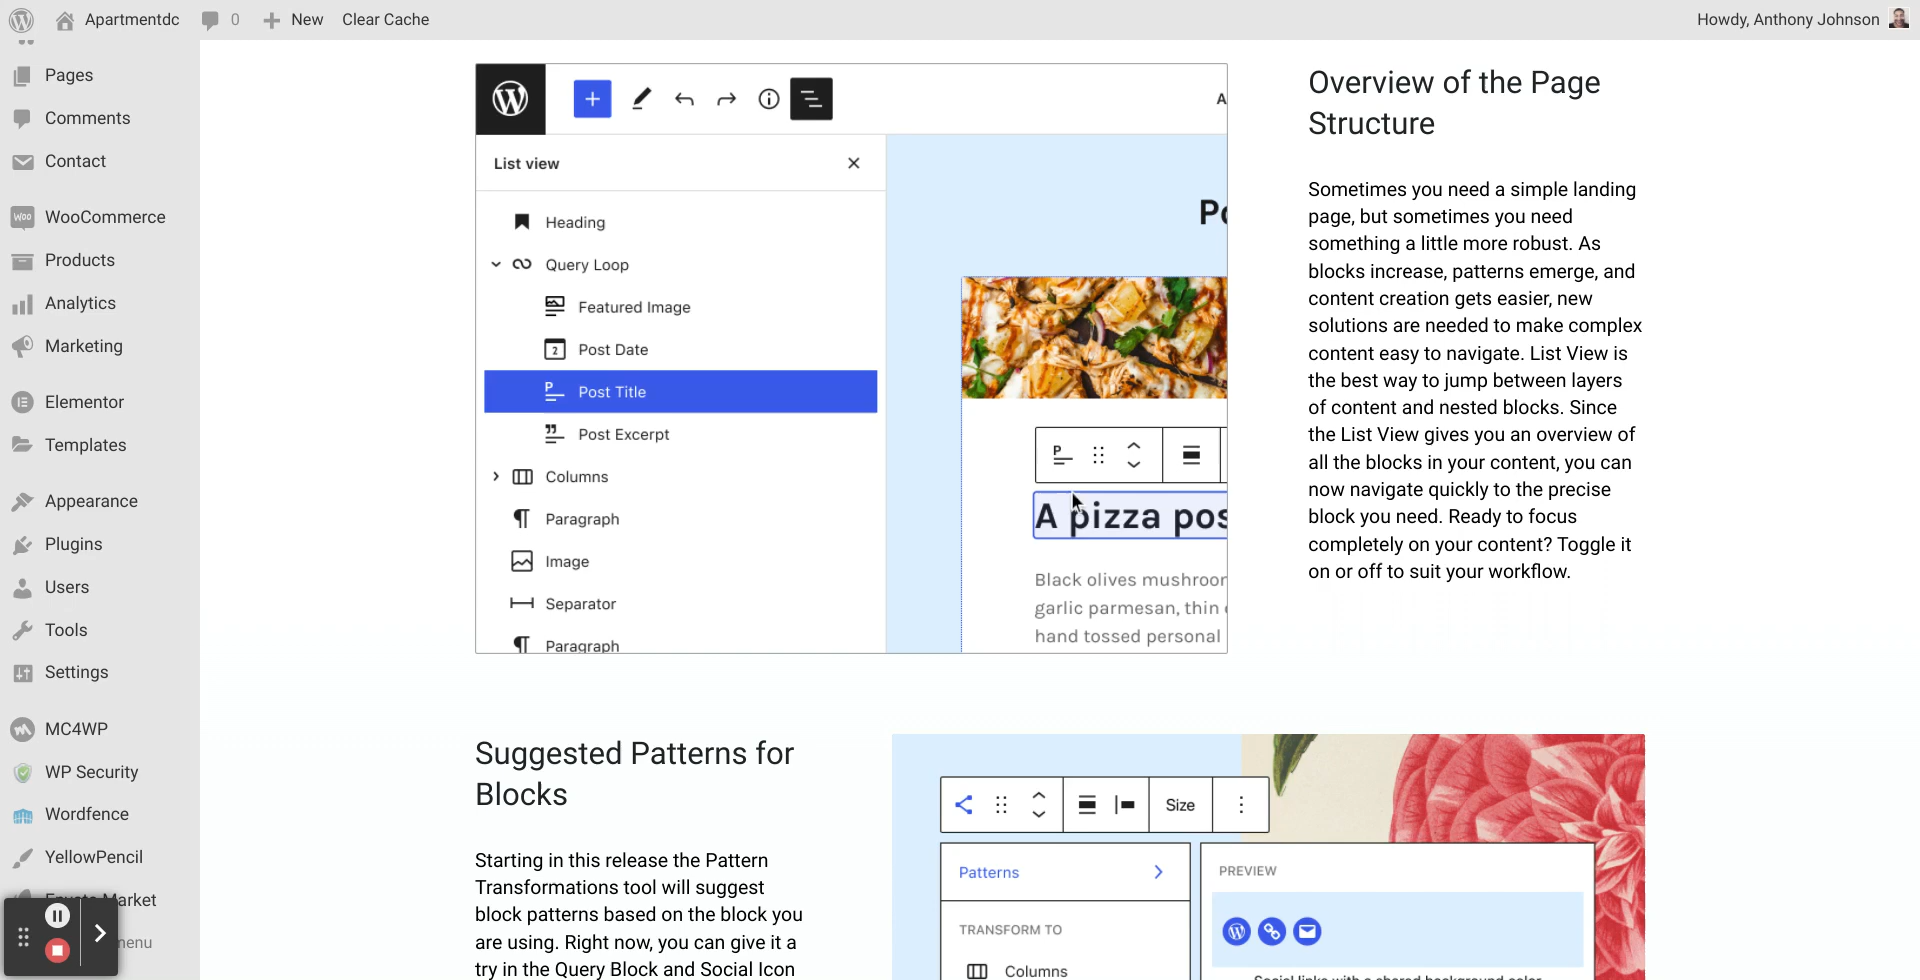 Apartmentdc 0 New Clear Cache Howdy, Anthony Johnson
Pages
Comments
Contact
WooCommerce
Products
Analytics
Marketing
Elementor
Templates
Appearance
Plugins
Users
Tools
Settings
MC4WP
WP Security
Wordfence
YellowPencil
Market
menu
List view
Heading
Query Loop
Featured Image
Post Date
Post Title
Post Excerpt
Columns
Paragraph
Image
Separator
Paragraph
A
Po
A pizza pos
Black olives mushroor
garlic parmesan, thin
hand tossed personal
Overview of the Page
Structure
Sometimes you need a simple landing
page, but sometimes you need
something a little more robust. As
blocks increase, patterns emerge, and
content creation gets easier, new
solutions are needed to make complex
content easy to navigate. List View is
the best way to jump between layers
of content and nested blocks. Since
the List View gives you an overview of
all the blocks in your content, you can
now navigate quickly to the precise
block you need. Ready to focus
completely on your content? Toggle it
on or off to suit your workflow.
Suggested Patterns for
Blocks
Starting in this release the Pattern
Transformations tool will suggest
block patterns based on the block you
are using. Right now, you can give it a
try in the Query Block and Social Icon
Size
Patterns
TRANSFORM TO
Columns
PREVIEW
Social links with a shared background color